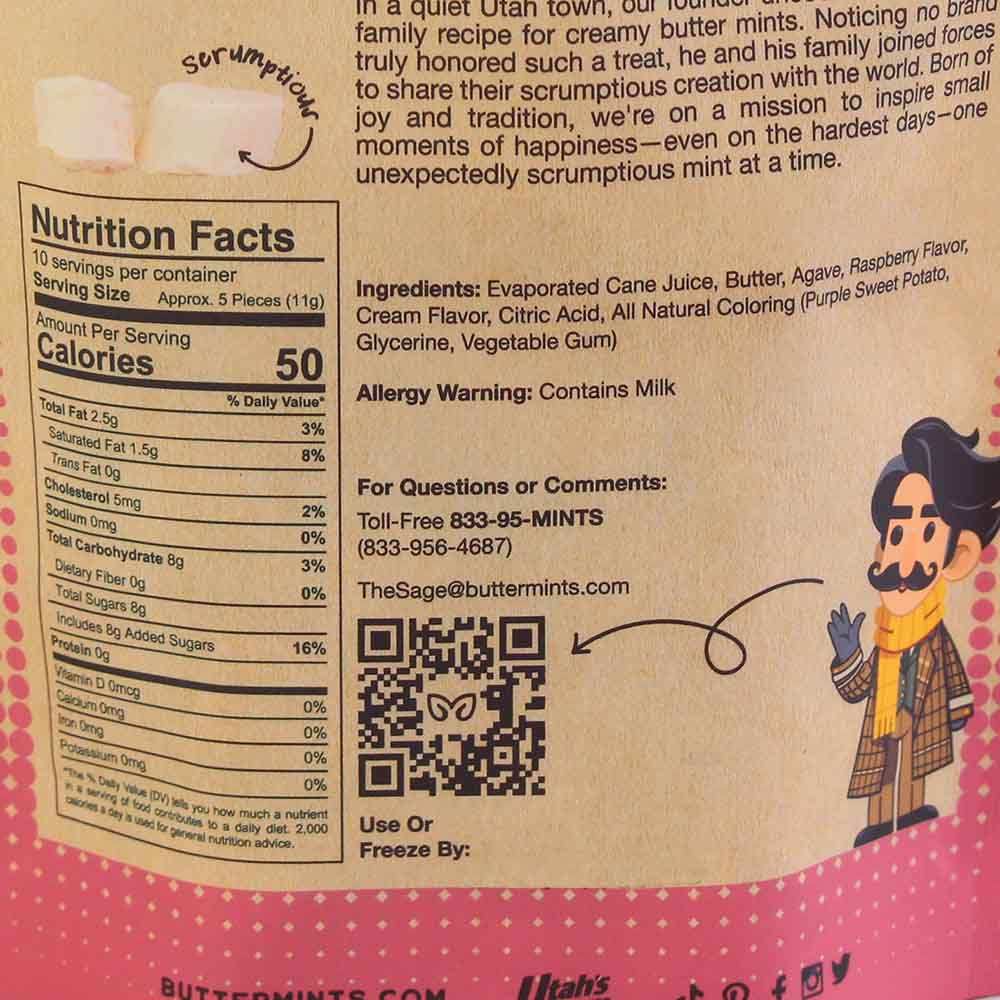 In a quiet Utah town, our founder
family recipe for creamy butter mints. Noticing no brand
truly honored such a treat, he and his family joined forces
to share their scrumptious creation with the world. Born of
joy and tradition, we're on a mission to inspire small
moments of happiness—even on the hardest days—one
unexpectedly scrumptious mint at a time.
Scrumptious
Nutrition Facts
10 servings per container
Serving Size Approx. 5 Pieces (11g)
Amount Per Serving
Calories 50
% Daily Value*
Total Fat 2.5g 3%
Saturated Fat 1.5g 8%
Trans Fat 0g
Cholesterol 5mg 2%
Sodium 0mg 0%
Total Carbohydrate 8g 3%
Dietary Fiber 0g 0%
Total Sugars 8g
Includes 8g Added Sugars 16%
Protein 0g
Vitamin D 0mcg 0%
Calcium 0mg 0%
Iron 0mg 0%
Potassium 0mg 0%
*The % Daily Value (DV) tells you how much a nutrient
in a serving of food contributes to a daily diet. 2,000
calories a day is used for general nutrition advice.
Ingredients: Evaporated Cane Juice, Butter, Agave, Raspberry Flavor,
Cream Flavor, Citric Acid, All Natural Coloring (Purple Sweet Potato,
Glycerine, Vegetable Gum)
Allergy Warning: Contains Milk
For Questions or Comments:
Toll-Free 833-95-MINTS
(833-956-4687)
TheSage@buttermints.com
Use Or
Freeze By:
BUTTERMINTS.COM
Utah's